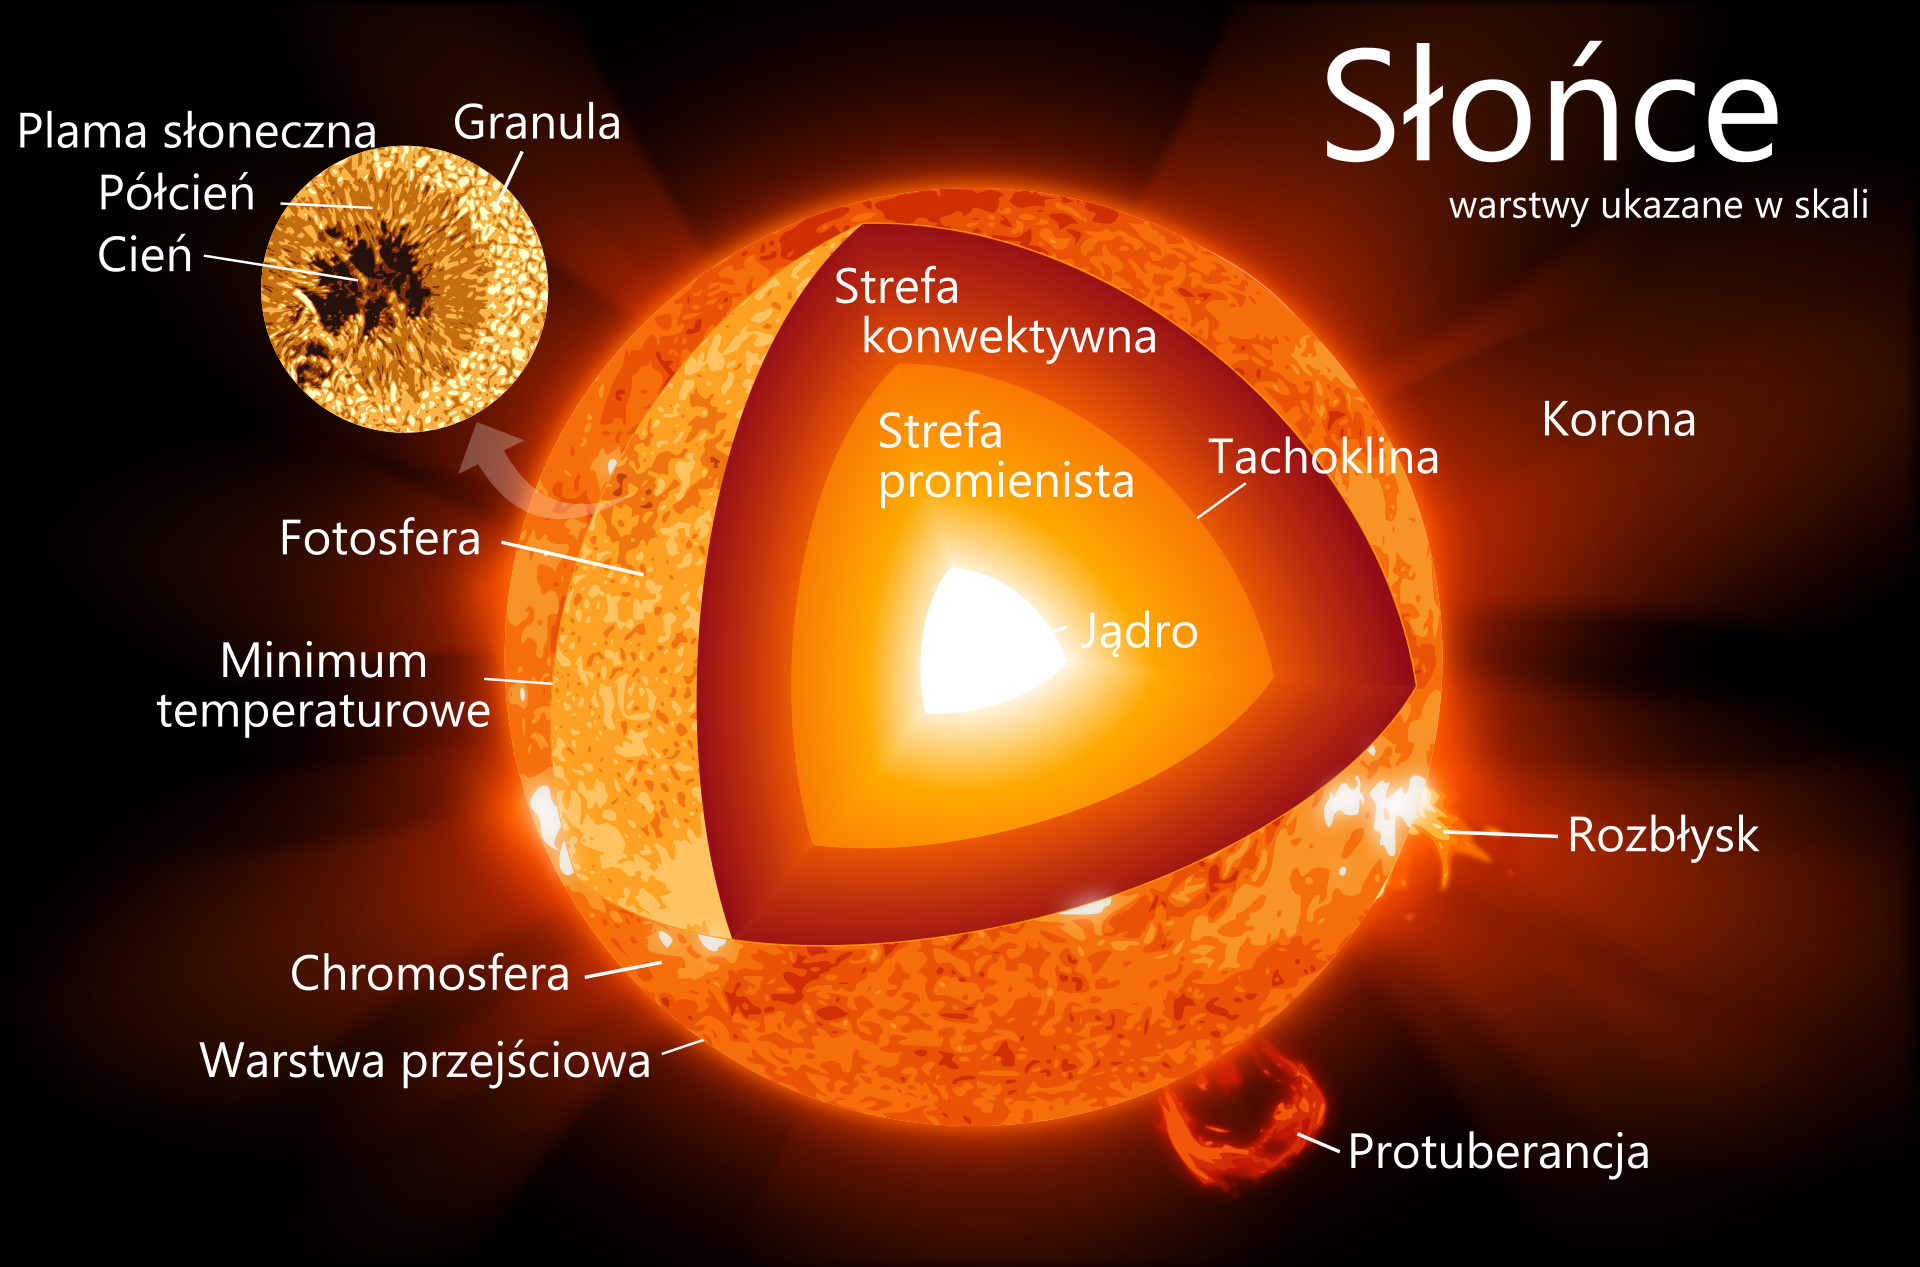 Słońce
warstwy ukazane w skali
Plama słoneczna
Granula
Półcień
Cień
Strefa
konwektywna
Strefa
promienista
Tachoklina
Korona
Fotosfera
Jądro
Minimum
temperaturowe
Rozbłysk
Chromosfera
Warstwa przejściowa
Protuberancja